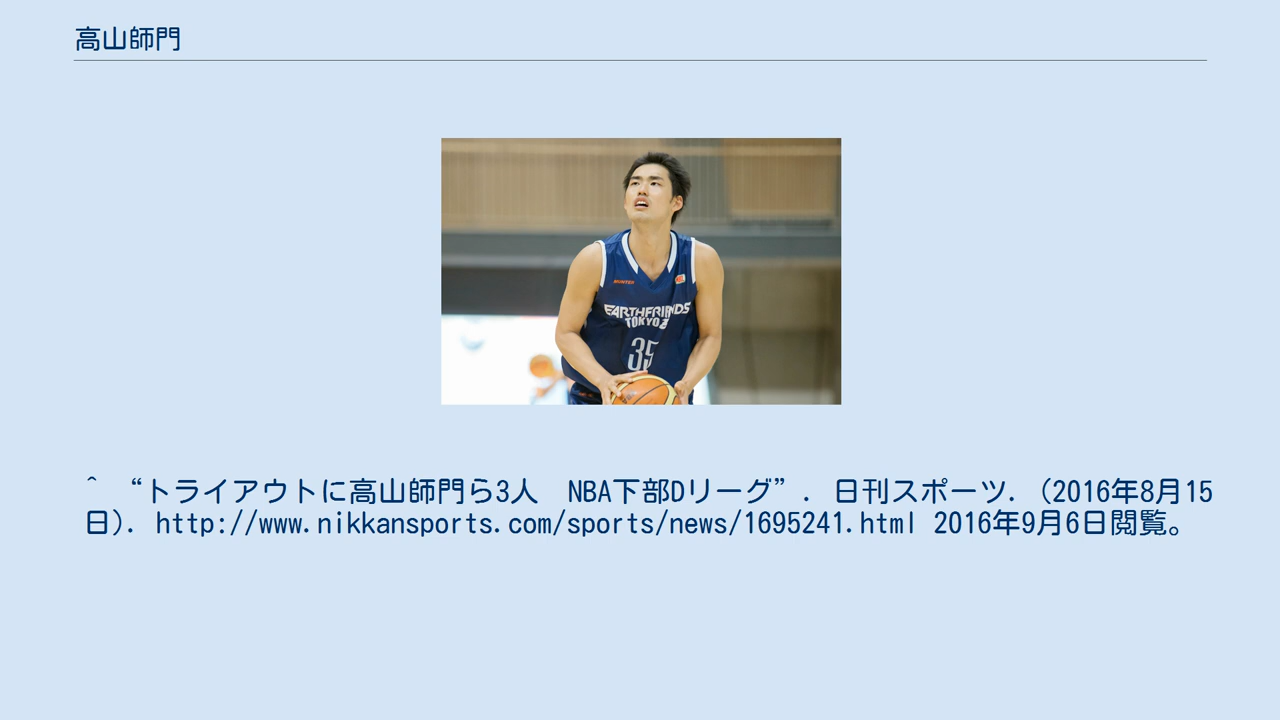 高山師門
HUNTER
EARTHFRIENDS
TOKYO Z
35
^ “トライアウトに高山師門ら3人　NBA下部Dリーグ”. 日刊スポーツ. (2016年8月15
日). http://www.nikkansports.com/sports/news/1695241.html 2016年9月6日閲覧。